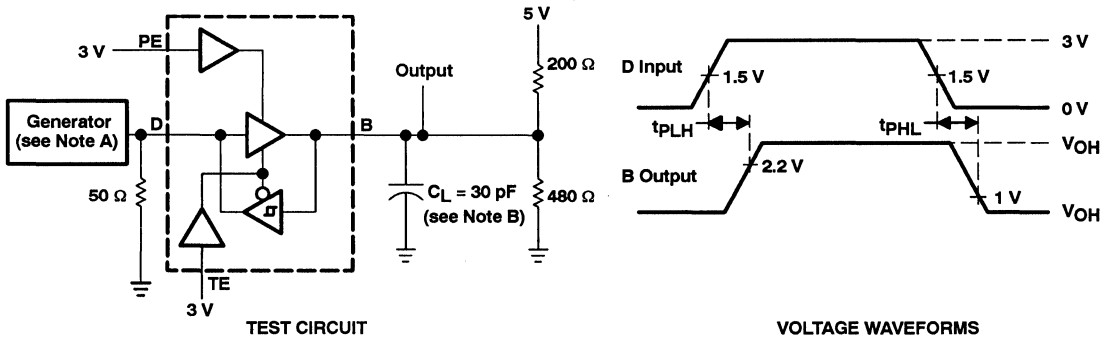 5 V
3 V
PE
200 Ω
Output
Generator
(see Note A)
D
B
50 Ω
CL = 30 pF
(see Note B)
480 Ω
TE
3 V
TEST CIRCUIT
3 V
D Input
1.5 V
1.5 V
0 V
tPLH
tPHL
VOH
B Output
2.2 V
1 V
VOH
VOLTAGE WAVEFORMS